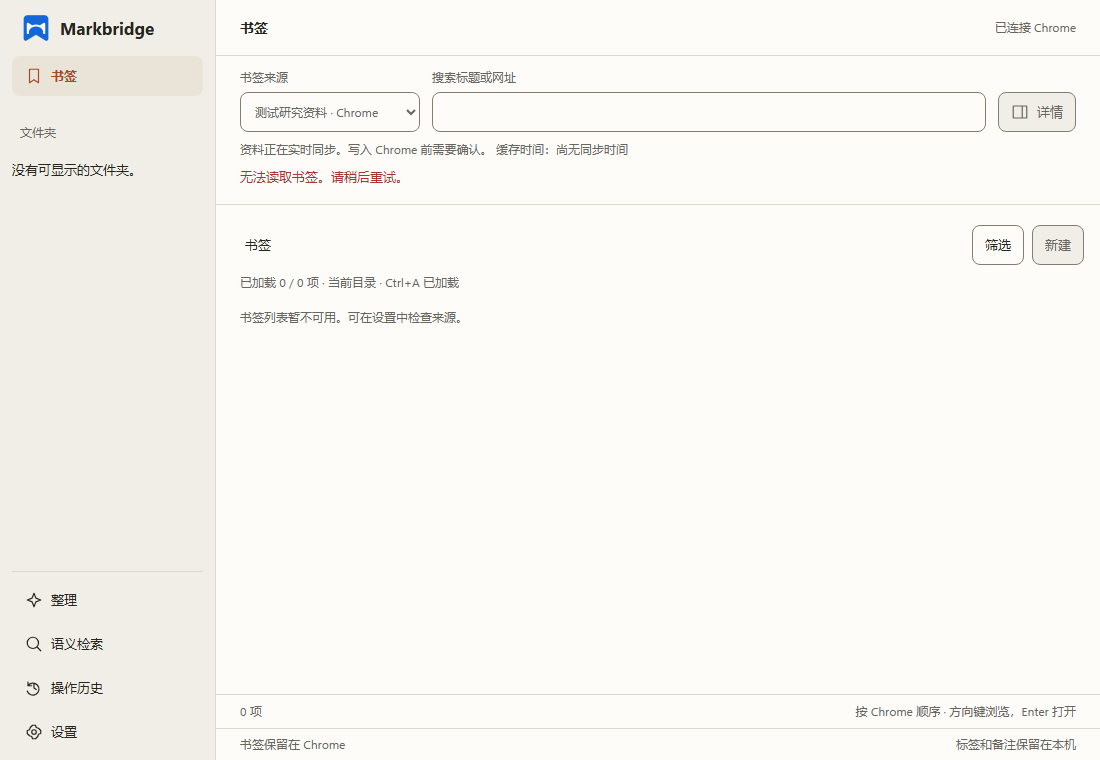 Markbridge
书签
文件夹
没有可显示的文件夹。
整理
语义检索
操作历史
设置
书签
已连接 Chrome
书签来源
搜索标题或网址
测试研究资料 · Chrome
详情
资料正在实时同步。写入 Chrome 前需要确认。 缓存时间：尚无同步时间
无法读取书签。请稍后重试。
书签
筛选
新建
已加载 0 / 0 项 · 当前目录 · Ctrl+A 已加载
书签列表暂不可用。可在设置中检查来源。
0 项
按 Chrome 顺序 · 方向键浏览，Enter 打开
书签保留在 Chrome
标签和备注保留在本机